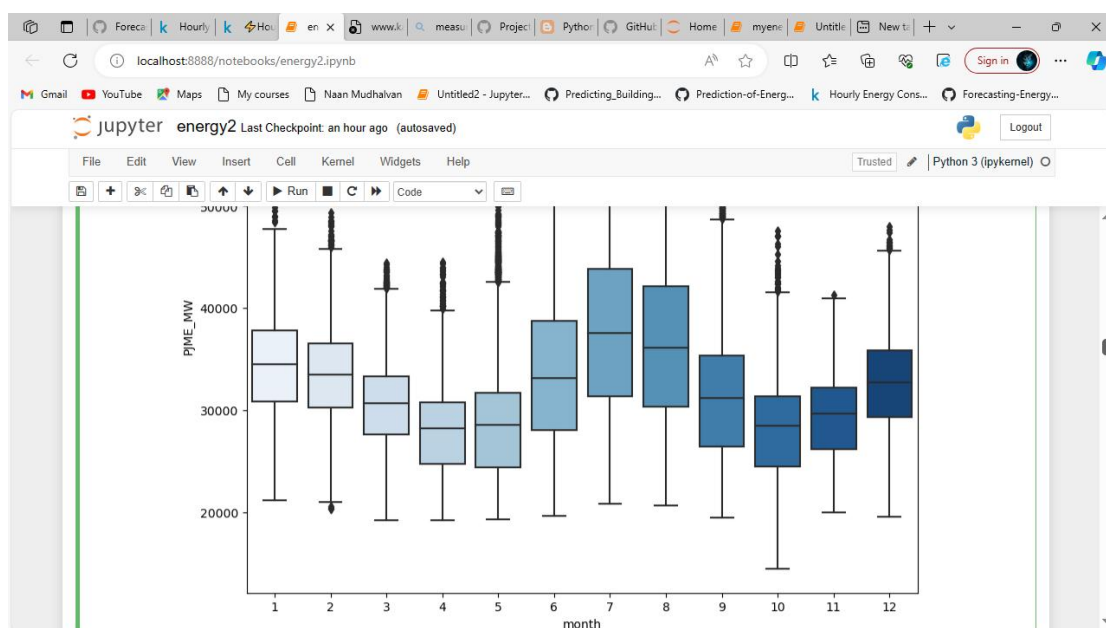 Foreca k Hourly k ⚡Hou en www.k measu Project Pythor GitHub Home myene Untitle New ta
localhost:8888/notebooks/energy2.ipynb Sign in
Gmail YouTube Maps My courses Naan Mudhalvan Untitled2 - Jupyter... Predicting_Building... Prediction-of-Energ... Hourly Energy Cons... Forecasting-Energy...
jupyter energy2 Last Checkpoint: an hour ago (autosaved) Logout
File Edit View Insert Cell Kernel Widgets Help Trusted Python 3 (ipykernel)
Run Code
50000
40000
PJME_MW
30000
20000
1 2 3 4 5 6 7 8 9 10 11 12
month